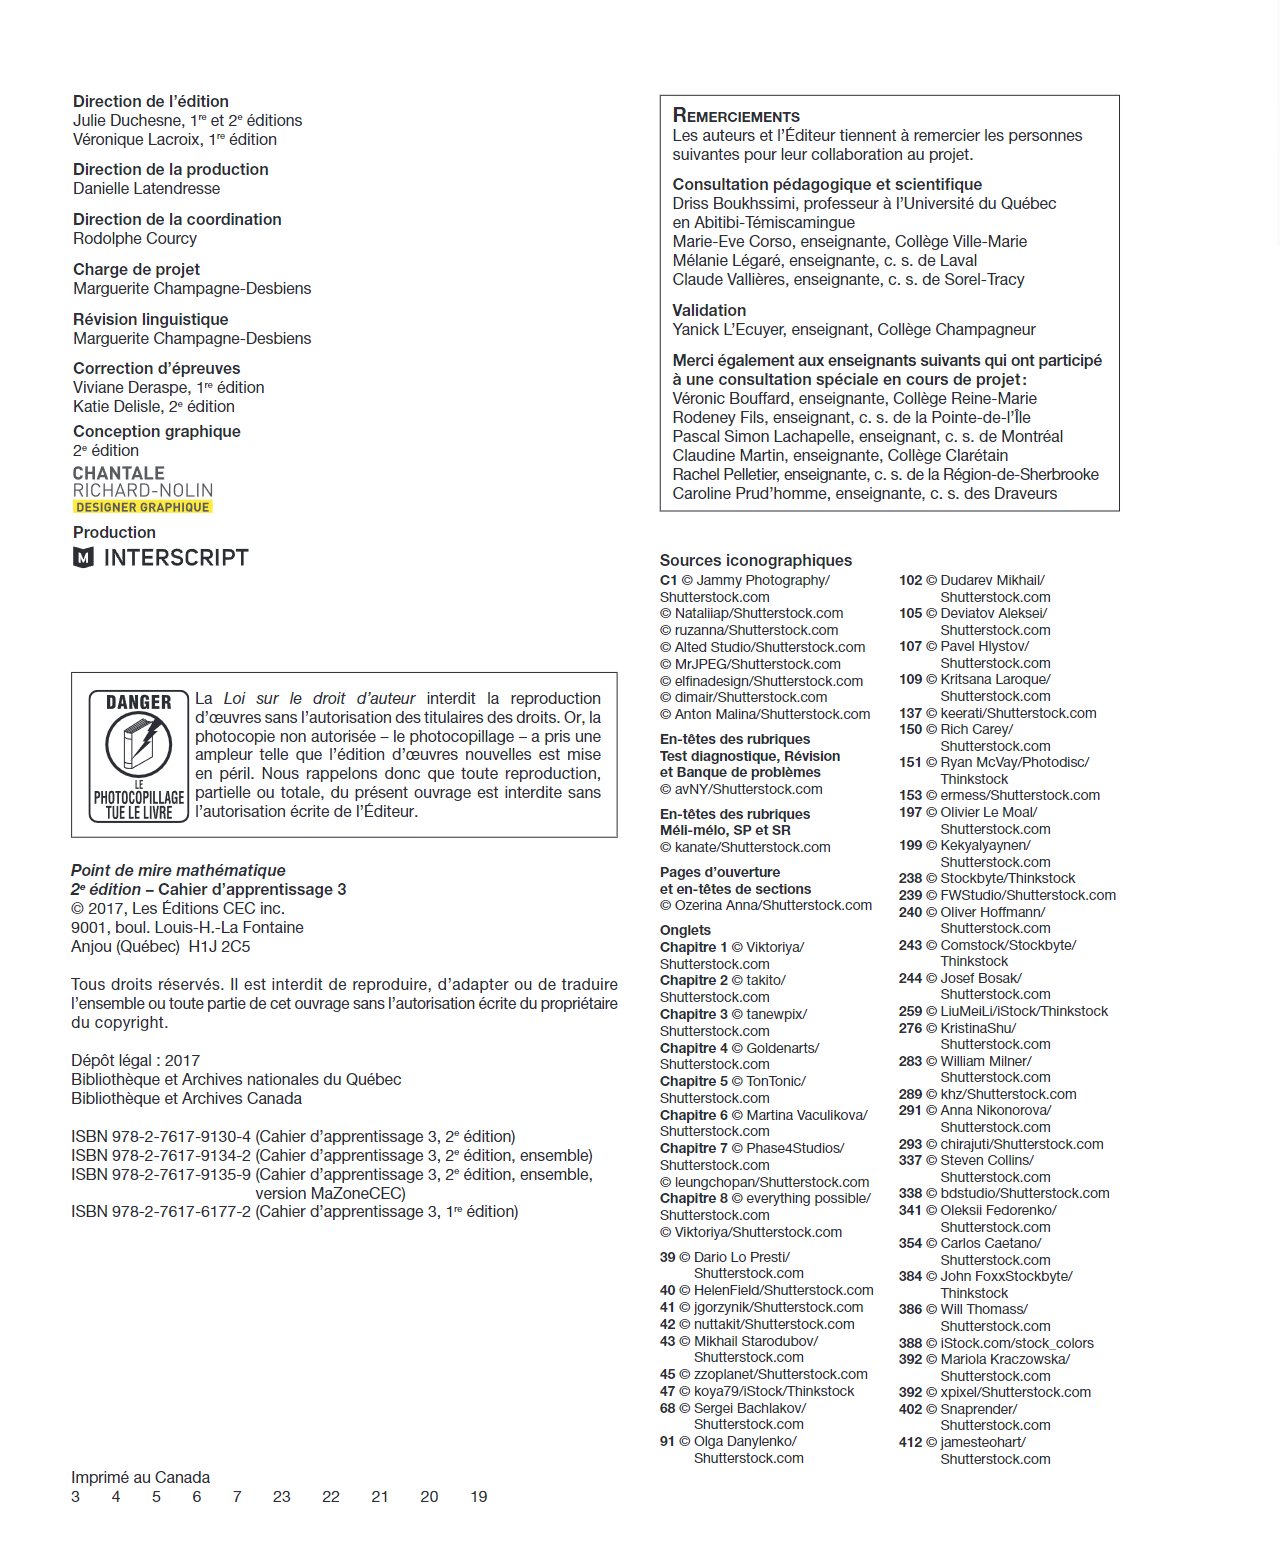 Direction de l'édition
Julie Duchesne, 1re et 2e éditions
Véronique Lacroix, 1re édition
Direction de la production
Danielle Latendresse
Direction de la coordination
Rodolphe Courcy
Charge de projet
Marguerite Champagne-Desbiens
Révision linguistique
Marguerite Champagne-Desbiens
Correction d'épreuves
Viviane Deraspe, 1re édition
Katie Delisle, 2e édition
Conception graphique
2e édition
CHANTALE
RICHARD-NOLIN
DESIGNER GRAPHIQUE
Production
M INTERSCRIPT
DANGER
LE
PHOTOCOPILLAGE
TUE LE LIVRE
La Loi sur le droit d'auteur interdit la reproduction
d'œuvres sans l'autorisation des titulaires des droits. Or, la
photocopie non autorisée – le photocopillage – a pris une
ampleur telle que l'édition d'œuvres nouvelles est mise
en péril. Nous rappelons donc que toute reproduction,
partielle ou totale, du présent ouvrage est interdite sans
l'autorisation écrite de l'Éditeur.
Point de mire mathématique
2e édition – Cahier d'apprentissage 3
© 2017, Les Éditions CEC inc.
9001, boul. Louis-H.-La Fontaine
Anjou (Québec) H1J 2C5
Tous droits réservés. Il est interdit de reproduire, d'adapter ou de traduire
l'ensemble ou toute partie de cet ouvrage sans l'autorisation écrite du propriétaire
du copyright.
Dépôt légal : 2017
Bibliothèque et Archives nationales du Québec
Bibliothèque et Archives Canada
ISBN 978-2-7617-9130-4 (Cahier d'apprentissage 3, 2e édition)
ISBN 978-2-7617-9134-2 (Cahier d'apprentissage 3, 2e édition, ensemble)
ISBN 978-2-7617-9135-9 (Cahier d'apprentissage 3, 2e édition, ensemble,
version MaZoneCEC)
ISBN 978-2-7617-6177-2 (Cahier d'apprentissage 3, 1re édition)
Imprimé au Canada
3 4 5 6 7 23 22 21 20 19
REMERCIEMENTS
Les auteurs et l'Éditeur tiennent à remercier les personnes
suivantes pour leur collaboration au projet.
Consultation pédagogique et scientifique
Driss Boukhssimi, professeur à l'Université du Québec
en Abitibi-Témiscamingue
Marie-Eve Corso, enseignante, Collège Ville-Marie
Mélanie Légaré, enseignante, c. s. de Laval
Claude Vallières, enseignante, c. s. de Sorel-Tracy
Validation
Yanick L'Ecuyer, enseignant, Collège Champagneur
Merci également aux enseignants suivants qui ont participé
à une consultation spéciale en cours de projet :
Véronic Bouffard, enseignante, Collège Reine-Marie
Rodeney Fils, enseignant, c. s. de la Pointe-de-l'Île
Pascal Simon Lachapelle, enseignant, c. s. de Montréal
Claudine Martin, enseignante, Collège Clarétain
Rachel Pelletier, enseignante, c. s. de la Région-de-Sherbrooke
Caroline Prud'homme, enseignante, c. s. des Draveurs
Sources iconographiques
C1 © Jammy Photography/
Shutterstock.com
© Nataliiap/Shutterstock.com
© ruzanna/Shutterstock.com
© Alted Studio/Shutterstock.com
© MrJPEG/Shutterstock.com
© elfinadesign/Shutterstock.com
© dimair/Shutterstock.com
© Anton Malina/Shutterstock.com
En-têtes des rubriques
Test diagnostique, Révision
et Banque de problèmes
© avNY/Shutterstock.com
En-têtes des rubriques
Méli-mélo, SP et SR
© kanate/Shutterstock.com
Pages d'ouverture
et en-têtes de sections
© Ozerina Anna/Shutterstock.com
Onglets
Chapitre 1 © Viktoriya/
Shutterstock.com
Chapitre 2 © takito/
Shutterstock.com
Chapitre 3 © tanewpix/
Shutterstock.com
Chapitre 4 © Goldenarts/
Shutterstock.com
Chapitre 5 © TonTonic/
Shutterstock.com
Chapitre 6 © Martina Vaculikova/
Shutterstock.com
Chapitre 7 © Phase4Studios/
Shutterstock.com
© leungchopan/Shutterstock.com
Chapitre 8 © everything possible/
Shutterstock.com
© Viktoriya/Shutterstock.com
39 © Dario Lo Presti/
Shutterstock.com
40 © HelenField/Shutterstock.com
41 © jgorzynik/Shutterstock.com
42 © nuttakit/Shutterstock.com
43 © Mikhail Starodubov/
Shutterstock.com
45 © zzoplanet/Shutterstock.com
47 © koya79/iStock/Thinkstock
68 © Sergei Bachlakov/
Shutterstock.com
91 © Olga Danylenko/
Shutterstock.com
102 © Dudarev Mikhail/
Shutterstock.com
105 © Deviatov Aleksei/
Shutterstock.com
107 © Pavel Hlystov/
Shutterstock.com
109 © Kritsana Laroque/
Shutterstock.com
137 © keerati/Shutterstock.com
150 © Rich Carey/
Shutterstock.com
151 © Ryan McVay/Photodisc/
Thinkstock
153 © ermess/Shutterstock.com
197 © Olivier Le Moal/
Shutterstock.com
199 © Kekyalyaynen/
Shutterstock.com
238 © Stockbyte/Thinkstock
239 © FWStudio/Shutterstock.com
240 © Oliver Hoffmann/
Shutterstock.com
243 © Comstock/Stockbyte/
Thinkstock
244 © Josef Bosak/
Shutterstock.com
259 © LiuMeiLi/iStock/Thinkstock
276 © KristinaShu/
Shutterstock.com
283 © William Milner/
Shutterstock.com
289 © khz/Shutterstock.com
291 © Anna Nikonorova/
Shutterstock.com
293 © chirajuti/Shutterstock.com
337 © Steven Collins/
Shutterstock.com
338 © bdstudio/Shutterstock.com
341 © Oleksii Fedorenko/
Shutterstock.com
354 © Carlos Caetano/
Shutterstock.com
384 © John FoxxStockbyte/
Thinkstock
386 © Will Thomass/
Shutterstock.com
388 © iStock.com/stock_colors
392 © Mariola Kraczowska/
Shutterstock.com
392 © xpixel/Shutterstock.com
402 © Snaprender/
Shutterstock.com
412 © jamesteohart/
Shutterstock.com